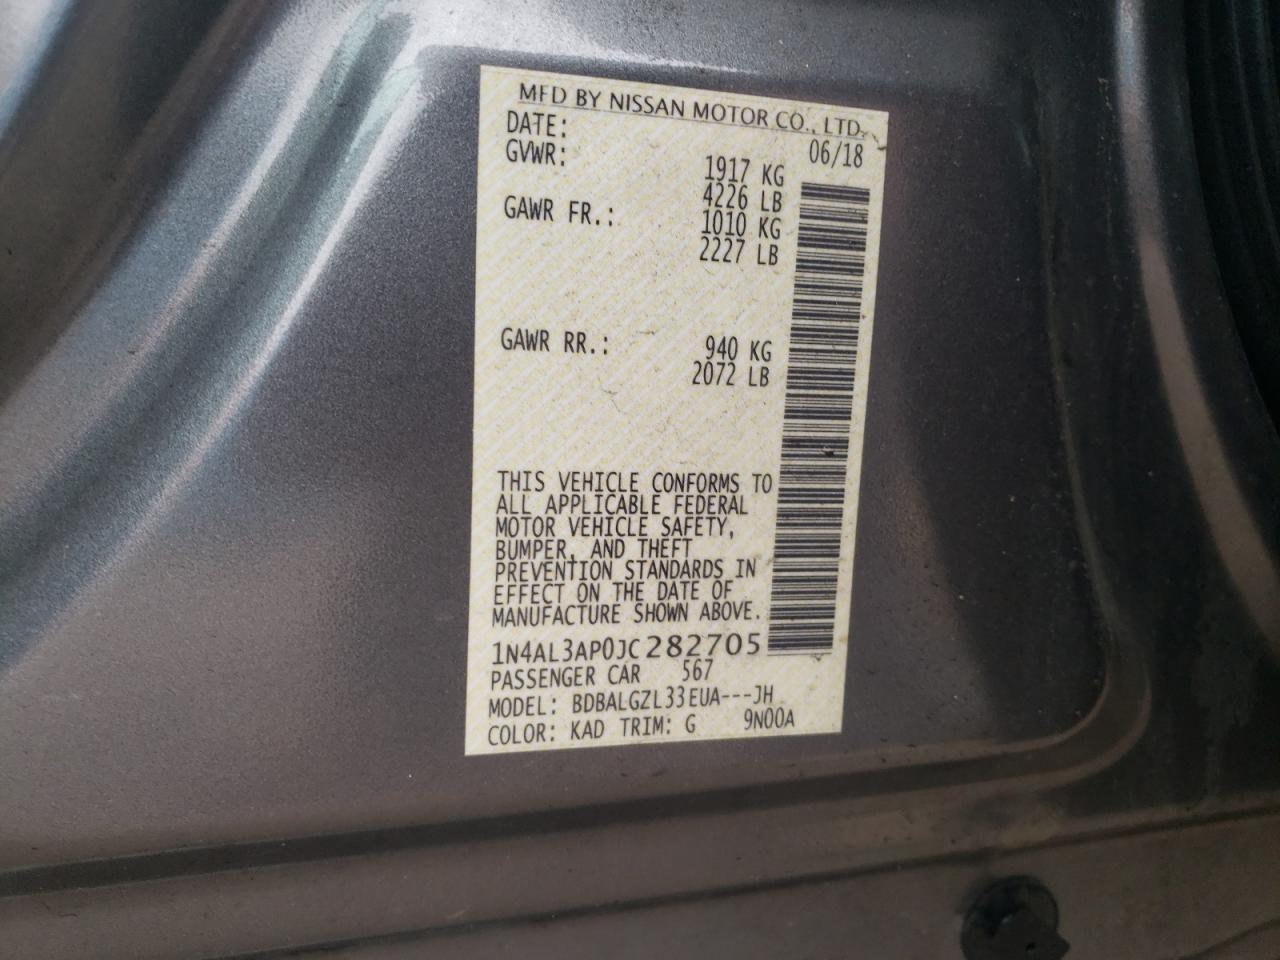 MFD BY NISSAN MOTOR CO., LTD.
DATE: 06/18
GVWR: 1917 KG
4226 LB
GAWR FR.: 1010 KG
2227 LB
GAWR RR.: 940 KG
2072 LB
THIS VEHICLE CONFORMS TO
ALL APPLICABLE FEDERAL
MOTOR VEHICLE SAFETY,
BUMPER, AND THEFT
PREVENTION STANDARDS IN
EFFECT ON THE DATE OF
MANUFACTURE SHOWN ABOVE.
1N4AL3AP0JC282705
PASSENGER CAR 567
MODEL: BDBALGZL33EUA---JH
COLOR: KAD TRIM: G 9N00A